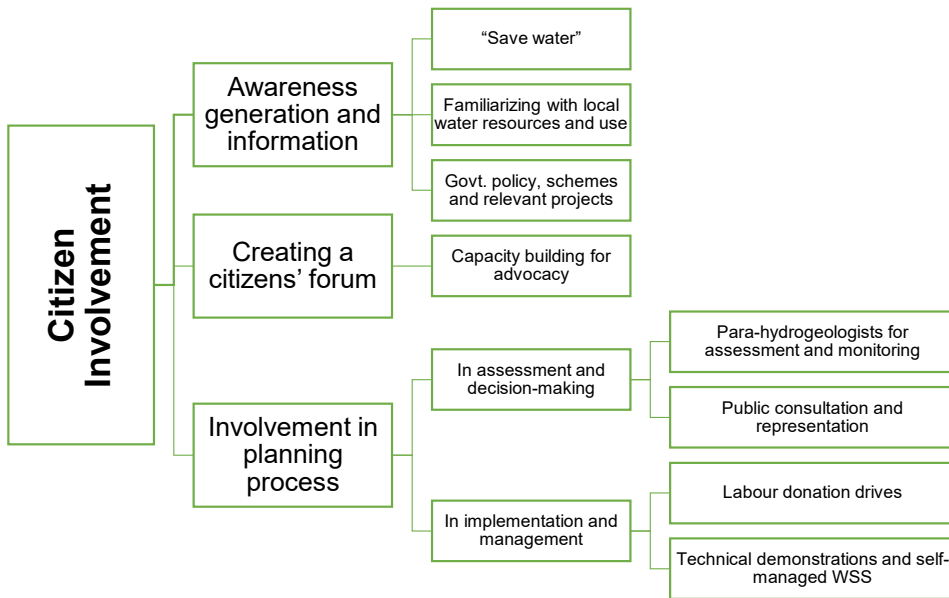 Citizen
Involvement
Awareness
generation and
information
“Save water”
Familiarizing with local
water resources and use
Govt. policy, schemes
and relevant projects
Creating a
citizens’ forum
Capacity building for
advocacy
Involvement in
planning
process
In assessment and
decision-making
Para-hydrogeologists for
assessment and monitoring
Public consultation and
representation
In implementation and
management
Labour donation drives
Technical demonstrations and self-
managed WSS